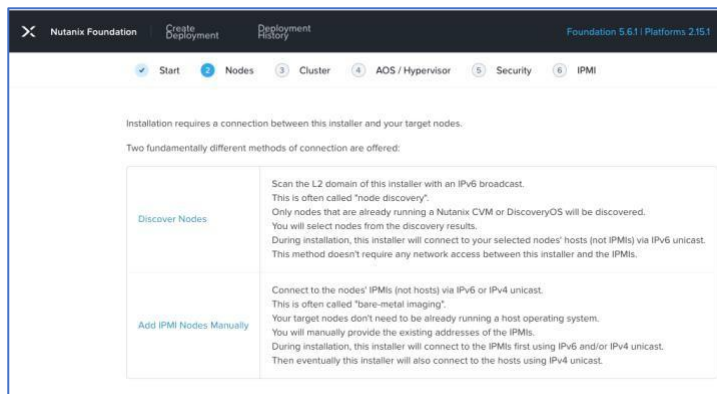 Nutanix Foundation Create Deployment Deployment History Foundation 5.6.1 | Platforms 2.15.1
Start 2 Nodes 3 Cluster 4 AOS / Hypervisor 5 Security 6 IPMI
Installation requires a connection between this installer and your target nodes.
Two fundamentally different methods of connection are offered:
Discover Nodes
Scan the L2 domain of this installer with an IPv6 broadcast.
This is often called "node discovery".
Only nodes that are already running a Nutanix CVM or DiscoveryOS will be discovered.
You will select nodes from the discovery results.
During installation, this installer will connect to your selected nodes' hosts (not IPMIs) via IPv6 unicast.
This method doesn't require any network access between this installer and the IPMIs.
Add IPMI Nodes Manually
Connect to the nodes' IPMIs (not hosts) via IPv6 or IPv4 unicast.
This is often called "bare-metal imaging".
Your target nodes don't need to be already running a host operating system.
You will manually provide the existing addresses of the IPMIs.
During installation, this installer will connect to the IPMIs first using IPv6 and/or IPv4 unicast.
Then eventually this installer will also connect to the hosts using IPv4 unicast.